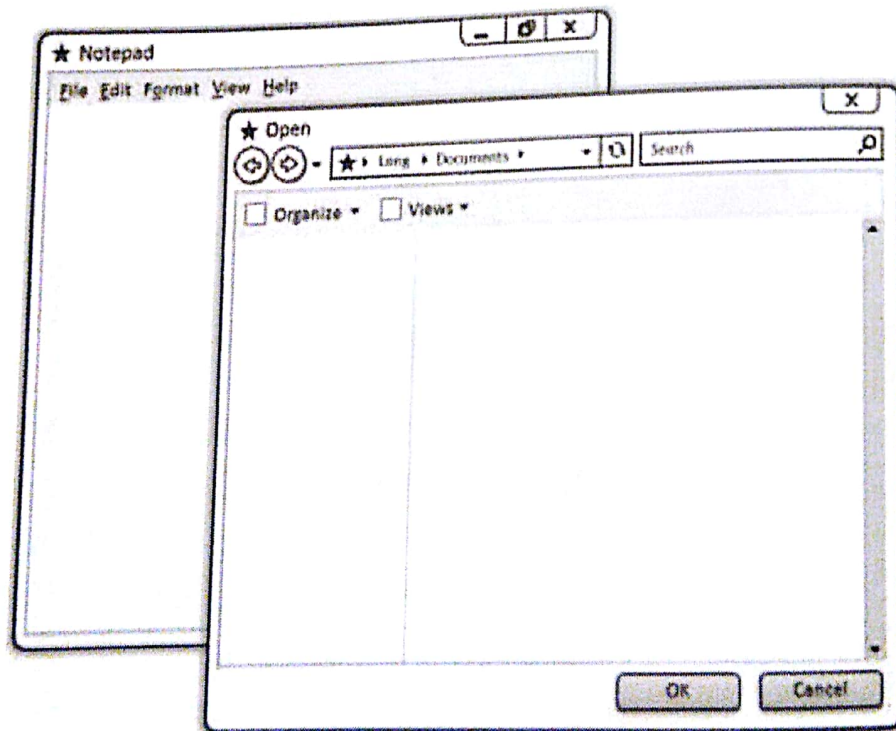 Notepad
File Edit Format View Help
Open
Long Documents Search
Organize Views
OK Cancel